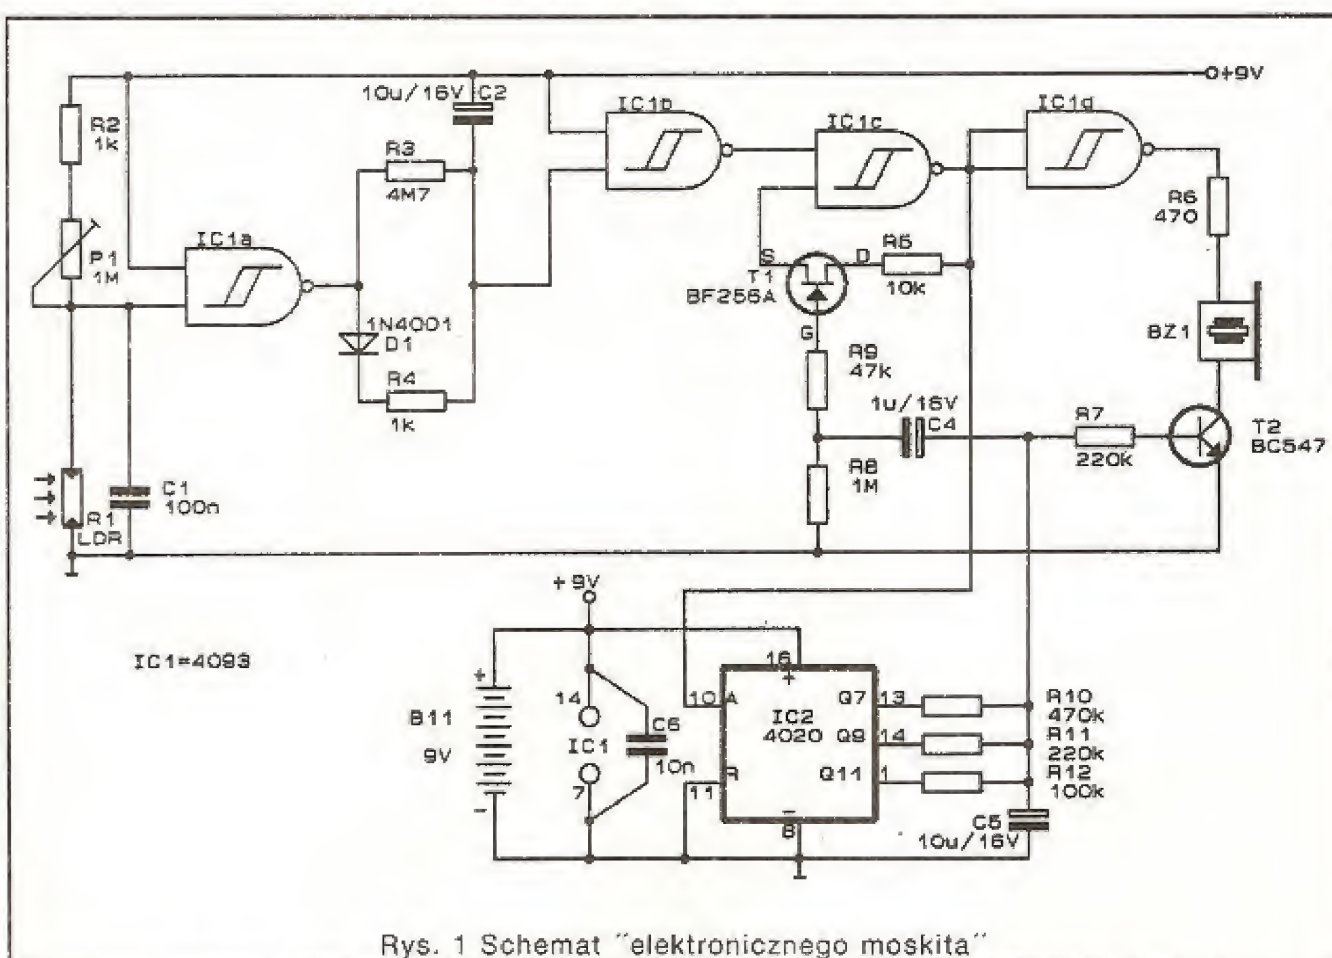 +9V
10u/16V C2
IC1b
IC1c
IC1d
R2
1k
R3
4M7
R6
470
P1
1M
IC1a
S
D
R5
10k
T1
BF256A
G
1N4001
D1
BZ1
R9
47k
R4
1k
1u/16V
C4
R7
220k
T2
BC547
R8
1M
C1
100n
R1
LDR
+9V
IC1=4093
16
+
14
10 A
Q7 13
R10
470k
B11
9V
+
-
IC1
C6
10n
IC2
4020
Q9 14
R11
220k
7
R
11
Q11 1
R12
100k
-
8
C5
10u/16V
Rys. 1 Schemat "elektronicznego moskita"